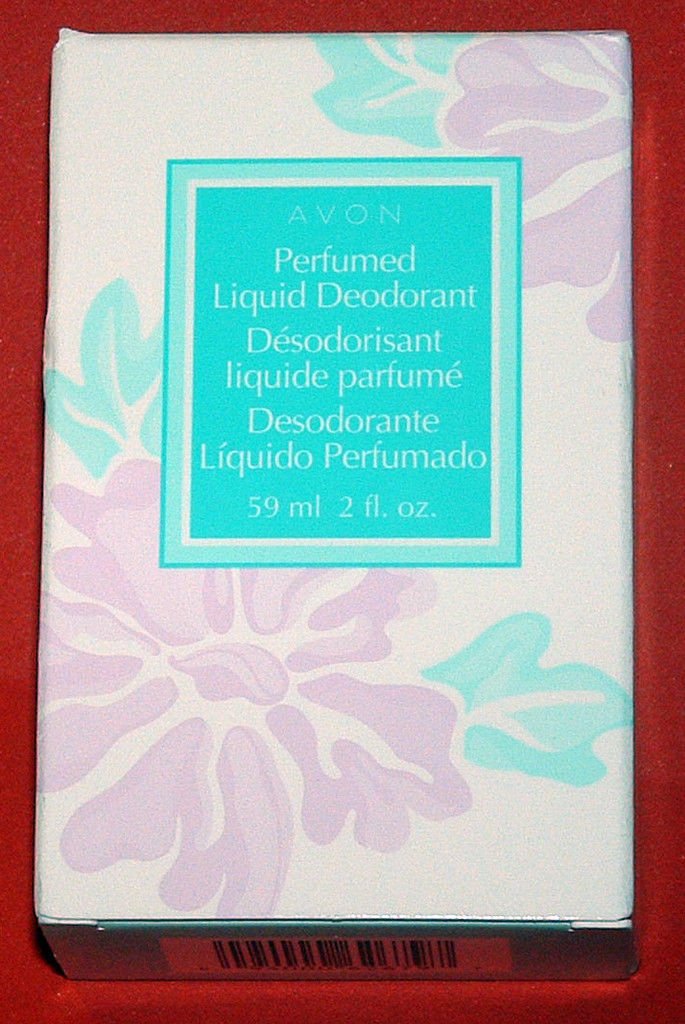 AVON
Perfumed
Liquid Deodorant
Désodorisant
liquide parfumé
Desodorante
Líquido Perfumado
59 ml 2 fl. oz.